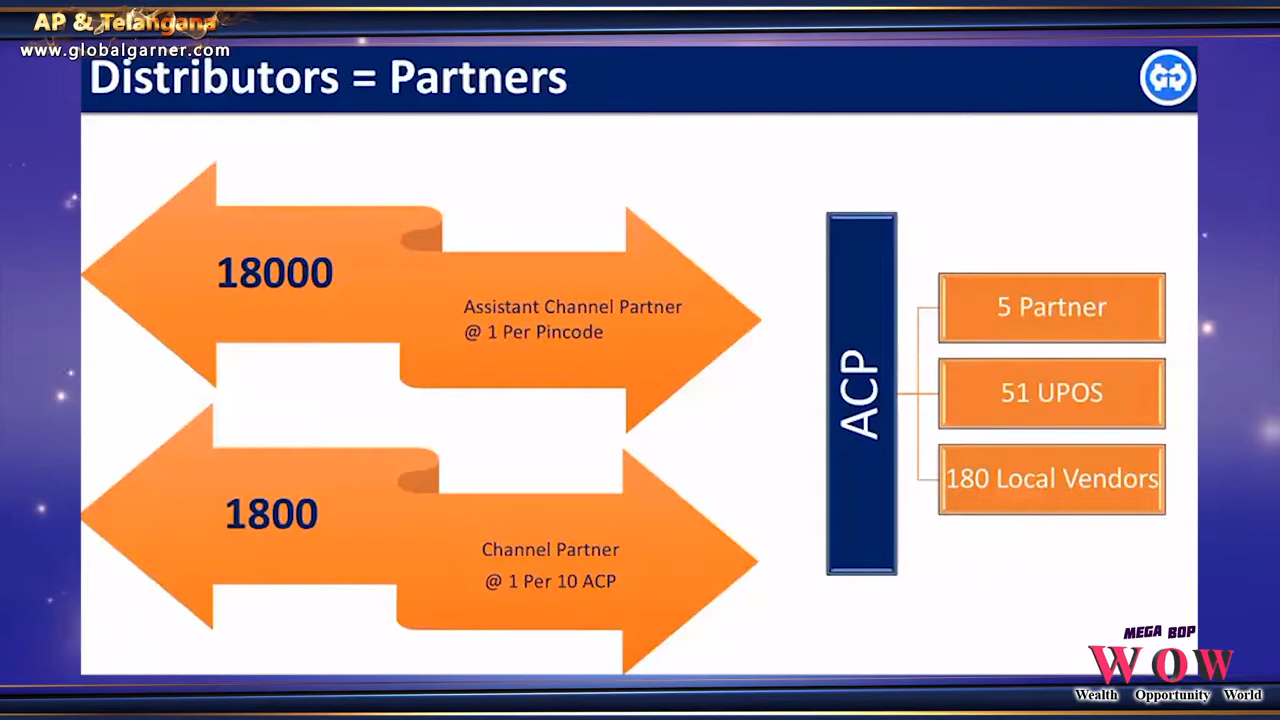 AP & Telangana
www.globalgarner.com
Distributors = Partners
18000
Assistant Channel Partner
@ 1 Per Pincode
1800
Channel Partner
@ 1 Per 10 ACP
ACP
5 Partner
51 UPOS
180 Local Vendors
MEGA BOP
WOW
Wealth Opportunity World